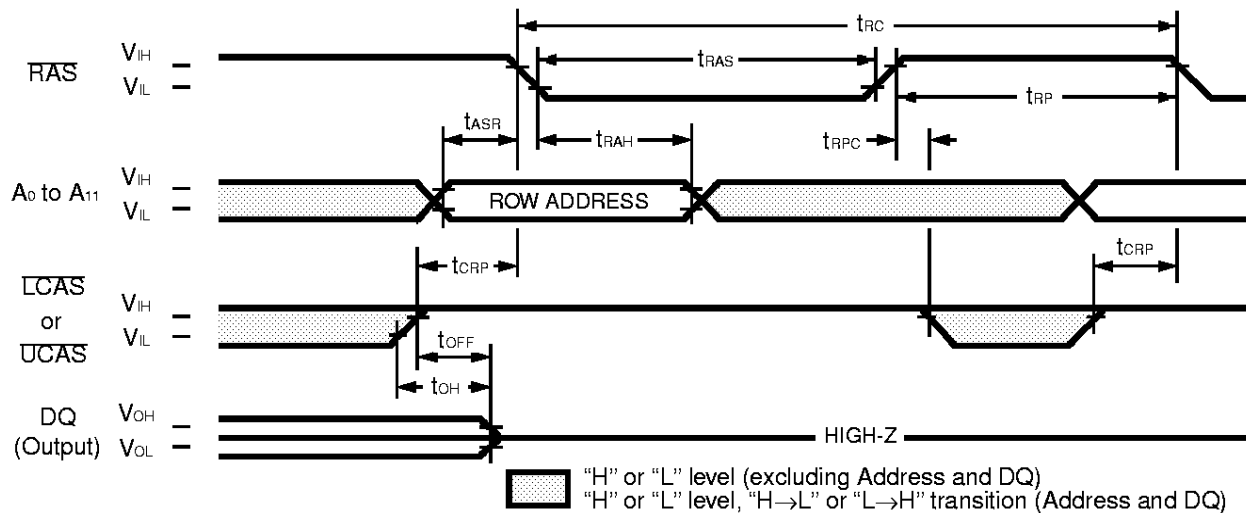 tRC
RAS VIH VIL tRAS tRP
tASR tRAH tRPC
A0 to A11 VIH VIL ROW ADDRESS
tCRP tCRP
LCAS or UCAS VIH VIL
tOFF
tOH
DQ (Output) VOH VOL HIGH-Z
“H” or “L” level (excluding Address and DQ)
“H” or “L” level, “H→L” or “L→H” transition (Address and DQ)